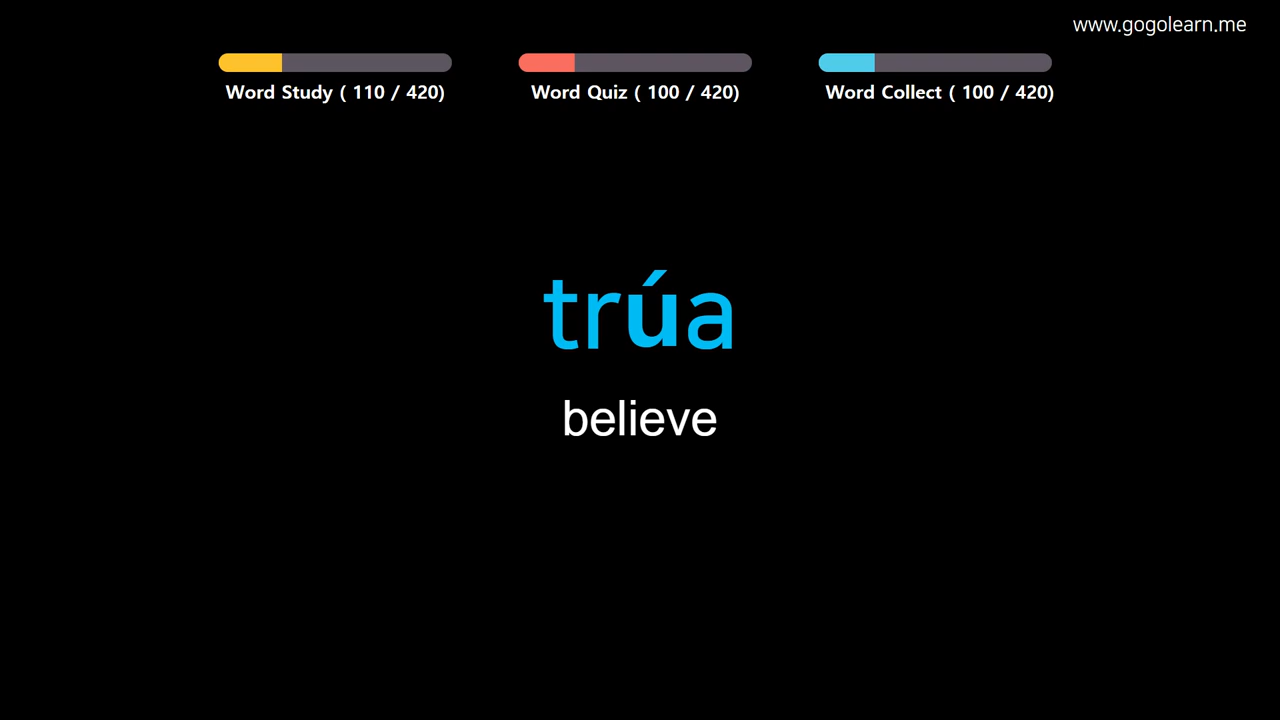 www.gogolearn.me
Word Study ( 110 / 420)
Word Quiz ( 100 / 420)
Word Collect ( 100 / 420)
trúa
believe